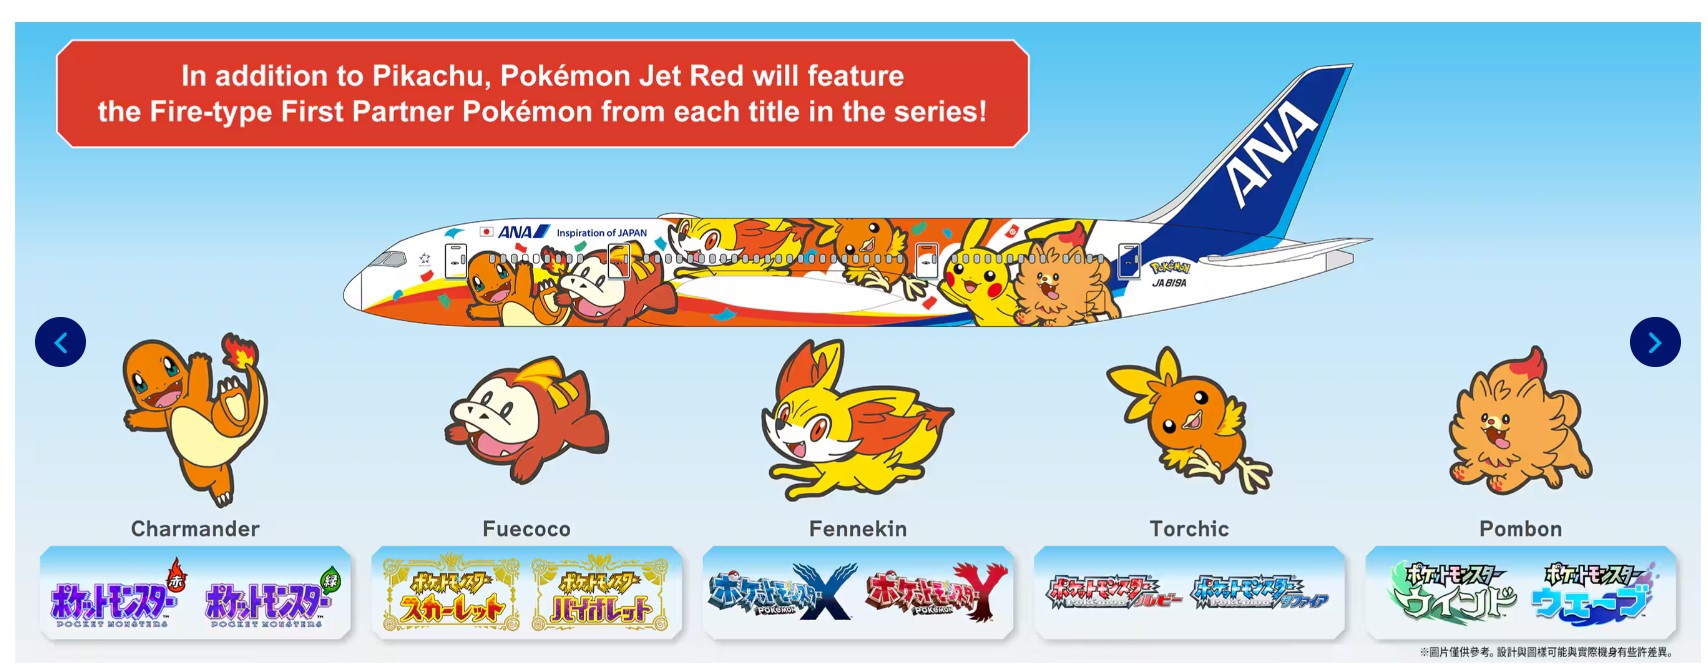 In addition to Pikachu, Pokémon Jet Red will feature
the Fire-type First Partner Pokémon from each title in the series!
ANA
ANA Inspiration of JAPAN
Pokémon
JA819A
Charmander
Fuecoco
Fennekin
Torchic
Pombon
ポケットモンスター 赤
POCKET MONSTERS
ポケットモンスター 緑
POCKET MONSTERS
ポケットモンスター
スカーレット
ポケットモンスター
バイオレット
ポケットモンスター X
POKÉMON
ポケットモンスター Y
POKÉMON
ポケットモンスター
ルビー
ポケットモンスター
サファイア
ポケットモンスター
ウインド
ポケットモンスター
ウエーブ
※圖片僅供參考。設計與圖樣可能與實際機身有些許差異。